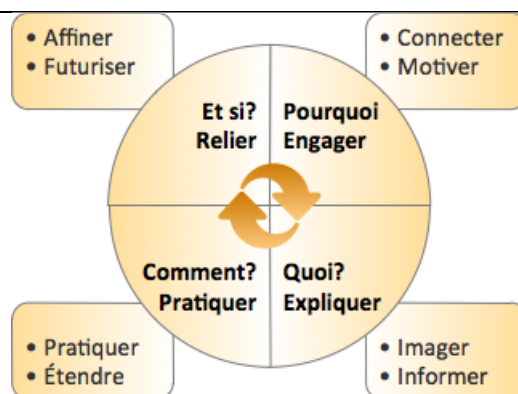 • Affiner
• Futuriser
• Connecter
• Motiver
Et si?
Relier
Pourquoi
Engager
Comment?
Pratiquer
Quoi?
Expliquer
• Pratiquer
• Étendre
• Imager
• Informer